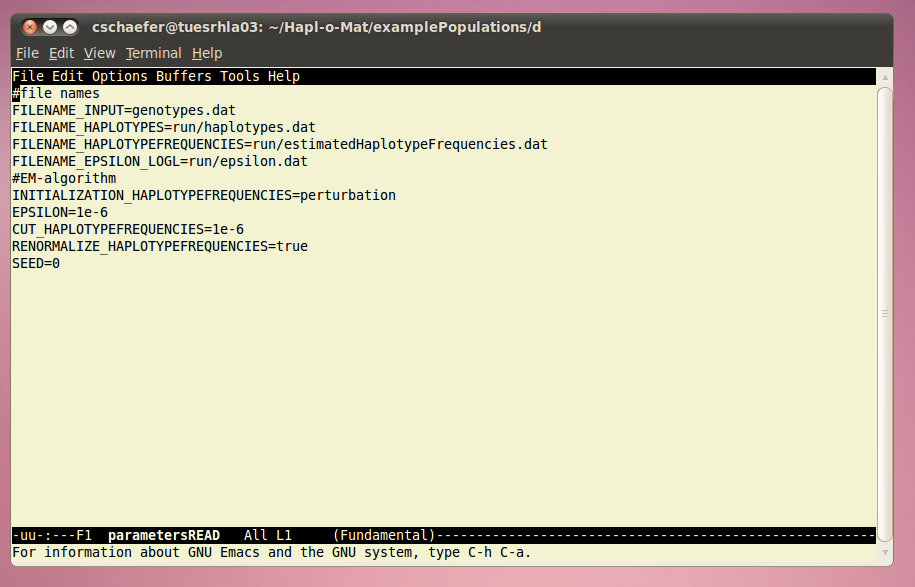 cschaefer@tuesrhla03: ~/Hapl-o-Mat/examplePopulations/d
File Edit View Terminal Help
File Edit Options Buffers Tools Help
#file names
FILENAME_INPUT=genotypes.dat
FILENAME_HAPLOTYPES=run/haplotypes.dat
FILENAME_HAPLOTYPEFREQUENCIES=run/estimatedHaplotypeFrequencies.dat
FILENAME_EPSILON_LOGL=run/epsilon.dat
#EM-algorithm
INITIALIZATION_HAPLOTYPEFREQUENCIES=perturbation
EPSILON=1e-6
CUT_HAPLOTYPEFREQUENCIES=1e-6
RENORMALIZE_HAPLOTYPEFREQUENCIES=true
SEED=0
-uu-:---F1  parametersREAD   All L1     (Fundamental)-------------------------------------------------------
For information about GNU Emacs and the GNU system, type C-h C-a.